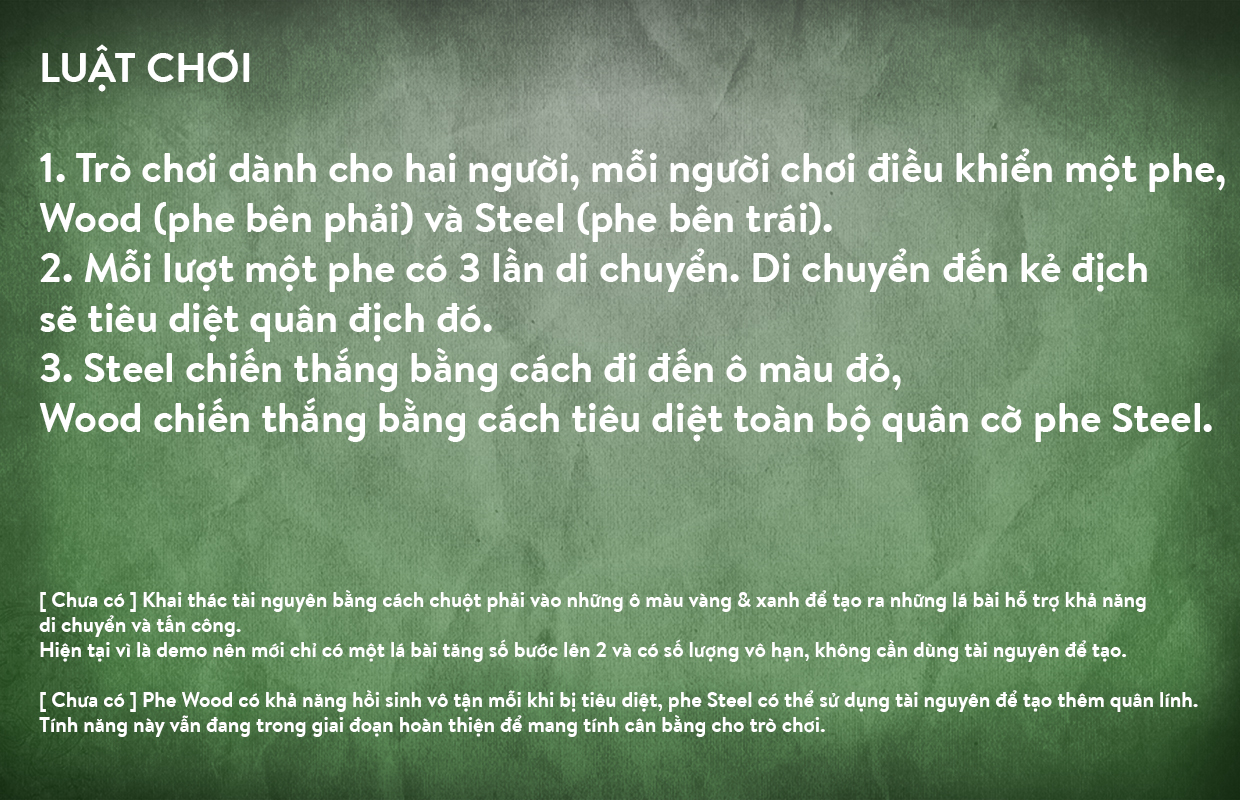 LUẬT CHƠI
1. Trò chơi dành cho hai người, mỗi người chơi điều khiển một phe,
Wood (phe bên phải) và Steel (phe bên trái).
2. Mỗi lượt một phe có 3 lần di chuyển. Di chuyển đến kẻ địch
sẽ tiêu diệt quân địch đó.
3. Steel chiến thắng bằng cách đi đến ô màu đỏ,
Wood chiến thắng bằng cách tiêu diệt toàn bộ quân cờ phe Steel.
[ Chưa có ] Khai thác tài nguyên bằng cách chuột phải vào những ô màu vàng & xanh để tạo ra những lá bài hỗ trợ khả năng
di chuyển và tấn công.
Hiện tại vì là demo nên mới chỉ có một lá bài tăng số bước lên 2 và có số lượng vô hạn, không cần dùng tài nguyên để tạo.
[ Chưa có ] Phe Wood có khả năng hồi sinh vô tận mỗi khi bị tiêu diệt, phe Steel có thể sử dụng tài nguyên để tạo thêm quân lính.
Tính năng này vẫn đang trong giai đoạn hoàn thiện để mang tính cân bằng cho trò chơi.